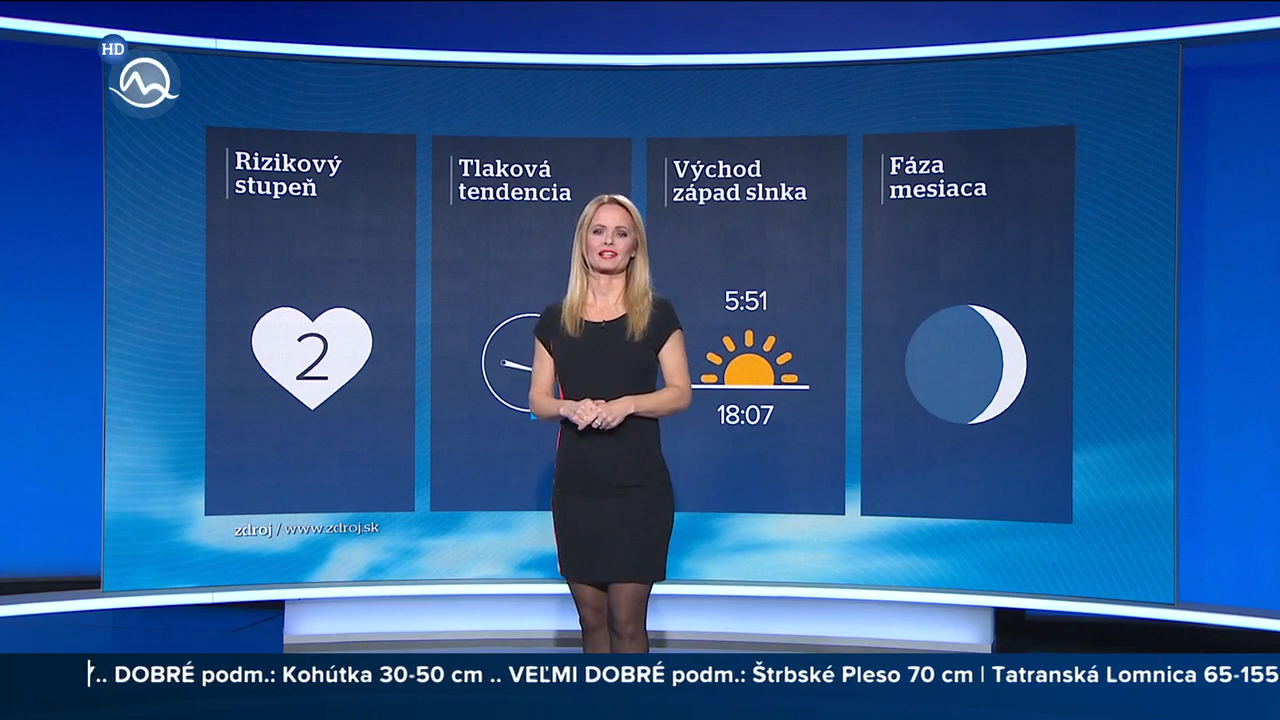 HD
Rizikový
stupeň
2
Tlaková
tendencia
Východ
západ slnka
5:51
18:07
Fáza
mesiaca
zdroj / www.zdroj.sk
.. DOBRÉ podm.: Kohútka 30-50 cm .. VEĽMI DOBRÉ podm.: Štrbské Pleso 70 cm | Tatranská Lomnica 65-155